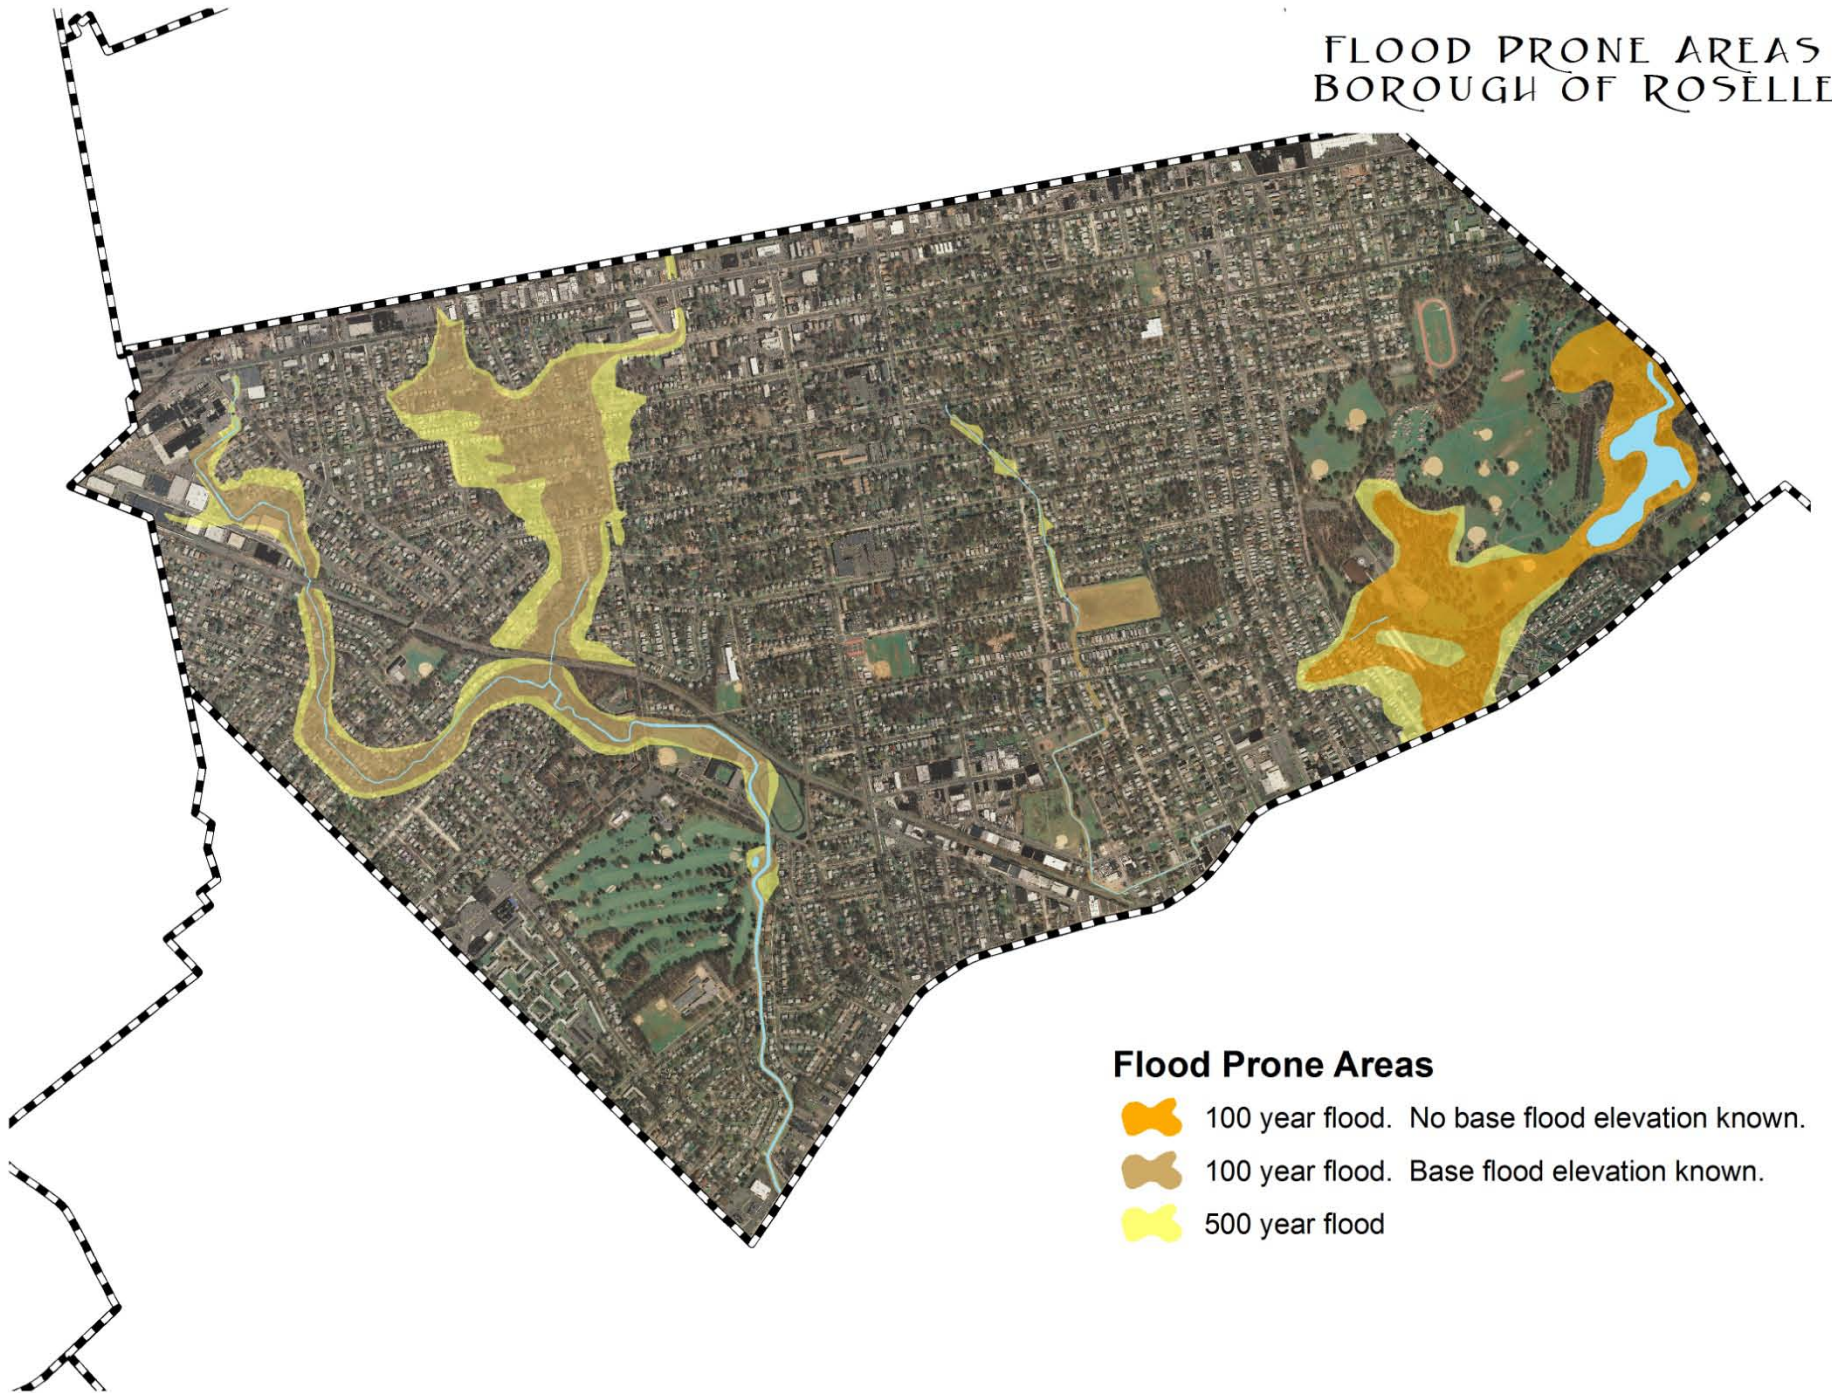 FLOOD PRONE AREAS
BOROUGH OF ROSELLE
Flood Prone Areas
100 year flood. No base flood elevation known.
100 year flood. Base flood elevation known.
500 year flood